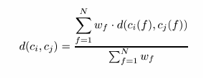 d(c_i, c_j) = \frac{\sum_{f=1}^{N} w_f \cdot d(c_i(f), c_j(f))}{\sum_{f=1}^{N} w_f}